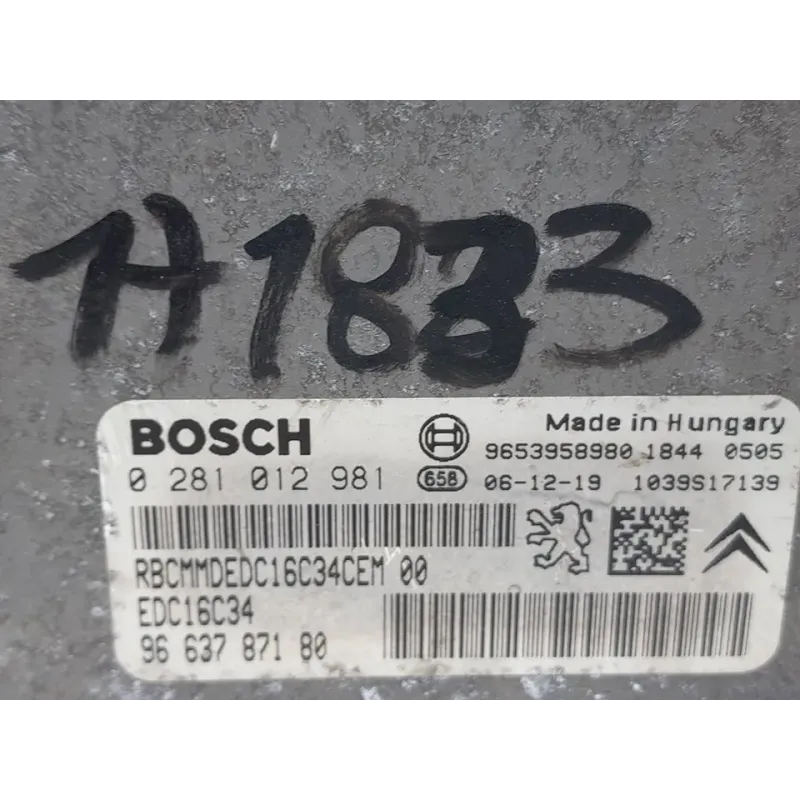 BOSCH
Made in Hungary
9653958980 1844 0505
0 281 012 981
658
06-12-19 1039S17139
RBCMMDEDC16C34CEM 00
EDC16C34
96 637 871 80